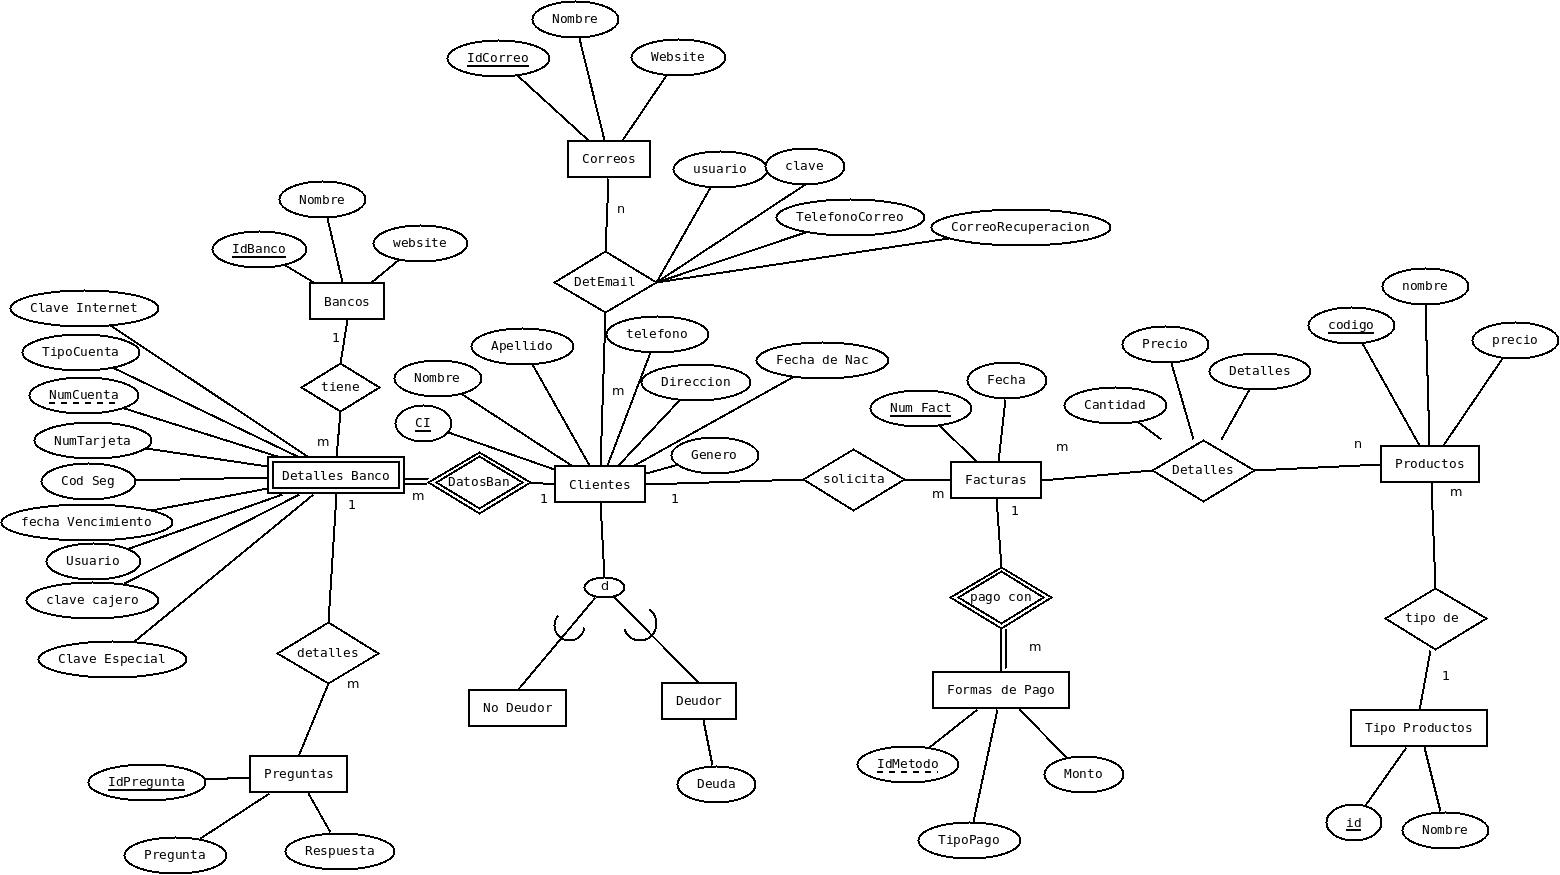 Nombre
IdCorreo
Website
Correos
usuario
clave
n
TelefonoCorreo
CorreoRecuperacion
DetEmail
Nombre
IdBanco
website
Bancos
1
tiene
m
Clave Internet
TipoCuenta
NumCuenta
NumTarjeta
Cod Seg
fecha Vencimiento
Usuario
clave cajero
Clave Especial
Detalles Banco
m
DatosBan
1
1
detalles
m
Preguntas
IdPregunta
Pregunta
Respuesta
telefono
Apellido
Nombre
m
Direccion
Fecha de Nac
CI
Genero
Clientes
1
d
No Deudor
Deudor
Deuda
solicita
m
Num Fact
Fecha
Facturas
m
1
pago con
m
Formas de Pago
IdMetodo
Monto
TipoPago
Precio
Detalles
Cantidad
Detalles
n
nombre
codigo
precio
Productos
m
tipo de
1
Tipo Productos
id
Nombre